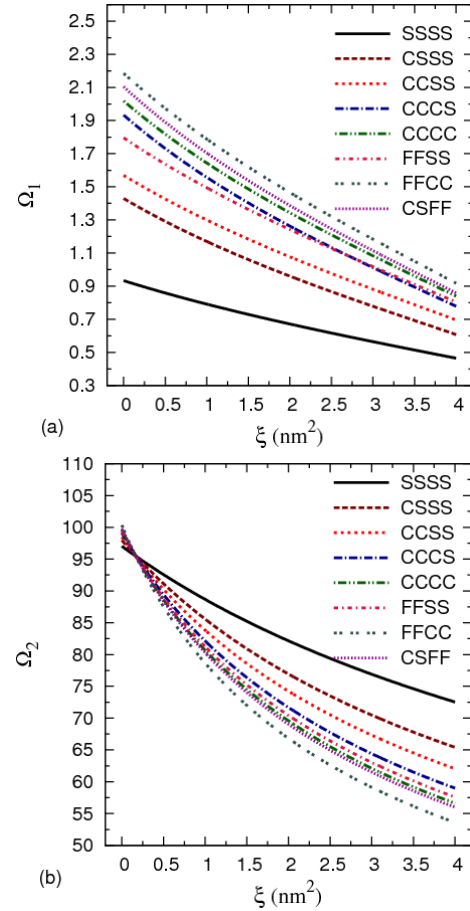 2.5
2.3
2.1
1.9
1.7
1.5
1.3
1.1
0.9
0.7
0.5
0.3
Ω1
SSSS
CSSS
CCSS
CCCS
CCCC
FFSS
FFCC
CSFF
0 0.5 1 1.5 2 2.5 3 3.5 4
(a)
ξ (nm²)
110
105
100
95
90
85
80
75
70
65
60
55
50
Ω2
SSSS
CSSS
CCSS
CCCS
CCCC
FFSS
FFCC
CSFF
0 0.5 1 1.5 2 2.5 3 3.5 4
(b)
ξ (nm²)